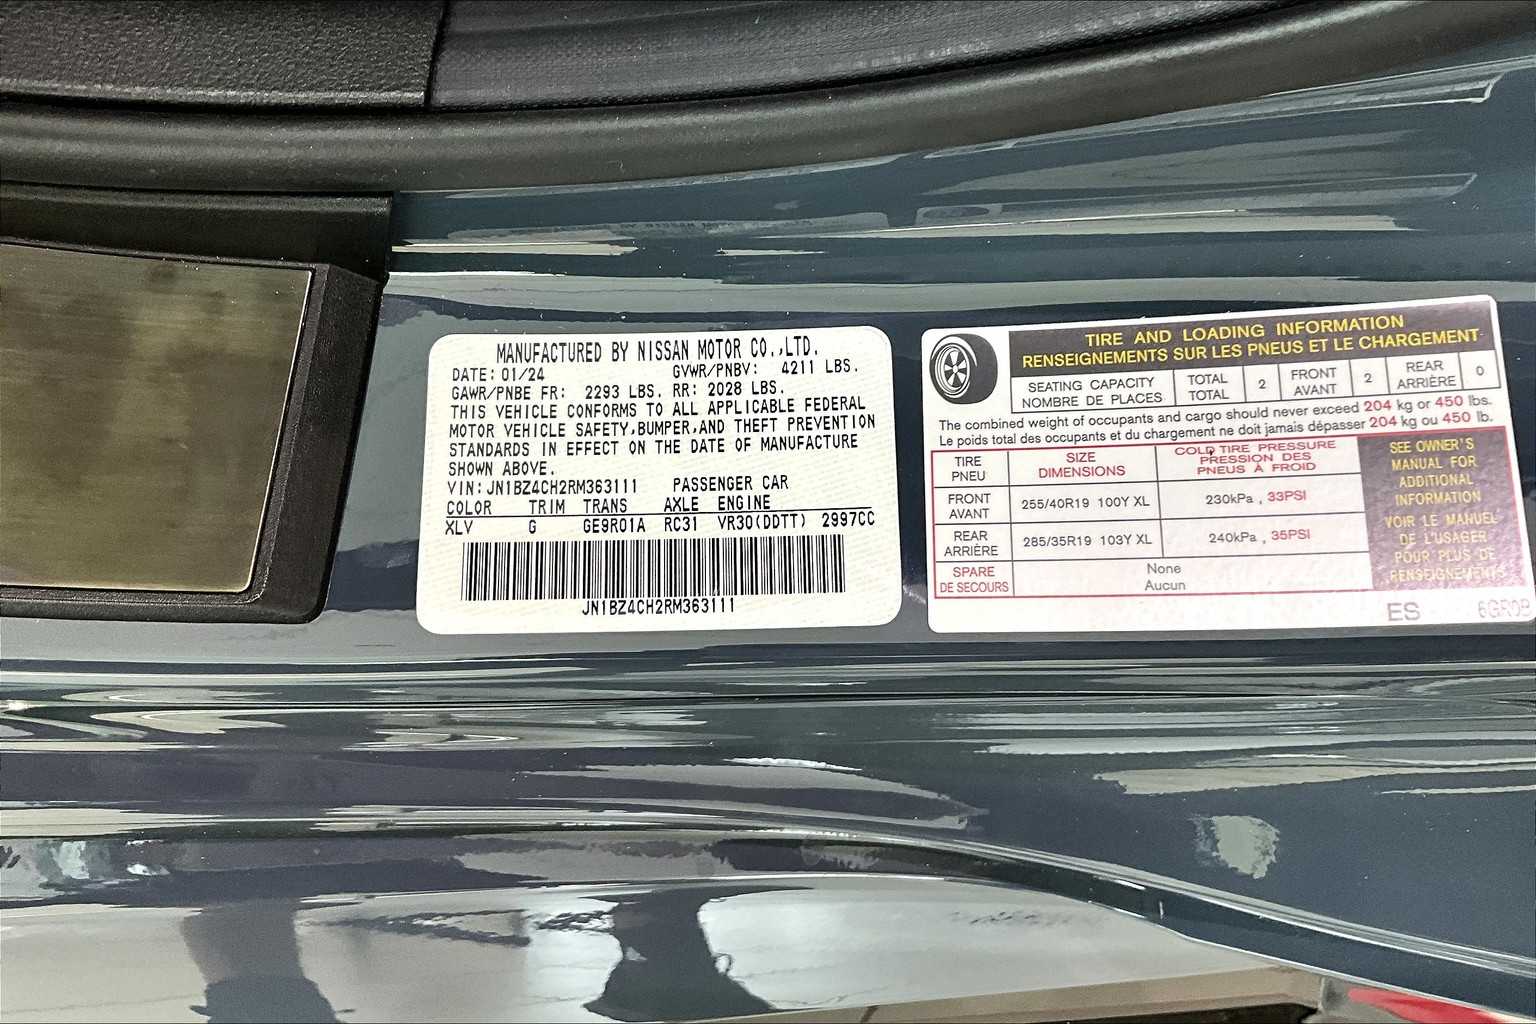 MANUFACTURED BY NISSAN MOTOR CO.,LTD.
DATE: 01/24 GVWR/PNBV: 4211 LBS.
GAWR/PNBE FR: 2293 LBS. RR: 2028 LBS.
THIS VEHICLE CONFORMS TO ALL APPLICABLE FEDERAL
MOTOR VEHICLE SAFETY,BUMPER,AND THEFT PREVENTION
STANDARDS IN EFFECT ON THE DATE OF MANUFACTURE
SHOWN ABOVE.
VIN: JN1BZ4CH2RM363111 PASSENGER CAR
COLOR TRIM TRANS AXLE ENGINE
XLV G GE9R01A RC31 VR30(DDTT) 2997CC
JN1BZ4CH2RM363111
TIRE AND LOADING INFORMATION
RENSEIGNEMENTS SUR LES PNEUS ET LE CHARGEMENT
SEATING CAPACITY TOTAL 2 FRONT 2 REAR 0
NOMBRE DE PLACES TOTAL AVANT ARRIÈRE
The combined weight of occupants and cargo should never exceed 204 kg or 450 lbs.
Le poids total des occupants et du chargement ne doit jamais dépasser 204 kg ou 450 lb.
TIRE SIZE COLD TIRE PRESSURE
PNEU DIMENSIONS PRESSION DES
PNEUS À FROID
FRONT 255/40R19 100Y XL 230kPa , 33PSI
AVANT
REAR 285/35R19 103Y XL 240kPa , 35PSI
ARRIÈRE
SPARE None
DE SECOURS Aucun
SEE OWNER'S
MANUAL FOR
ADDITIONAL
INFORMATION
VOIR LE MANUEL
DE L'USAGER
POUR PLUS DE
RENSEIGNEMENTS
ES 6GR0B